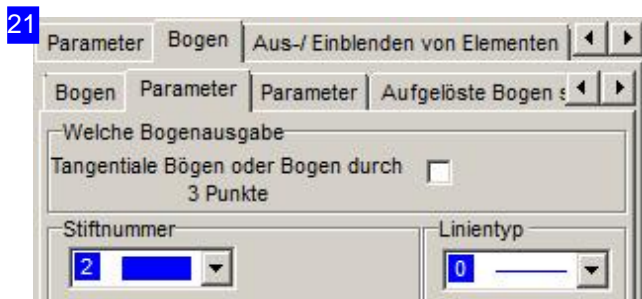 21
Parameter Bogen Aus-/ Einblenden von Elementen
Bogen Parameter Parameter Aufgelöste Bogen s
Welche Bogenausgabe
Tangentiale Bögen oder Bogen durch
3 Punkte
Stiftnummer Linientyp
2 0